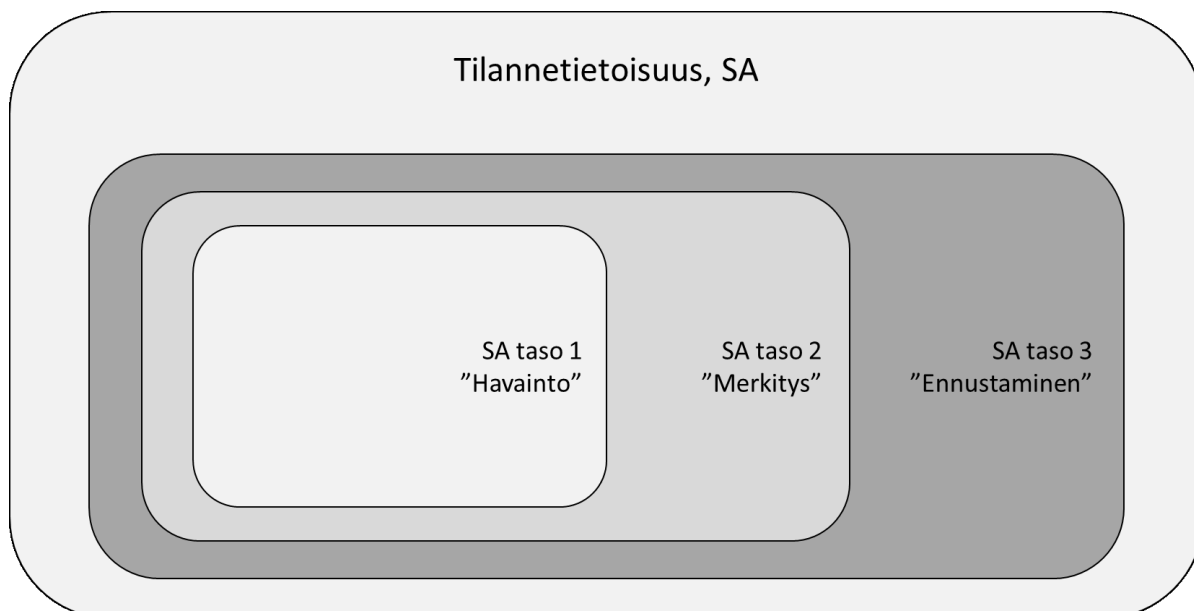 Tilannetietoisuus, SA
SA taso 1
”Havainto”
SA taso 2
”Merkitys”
SA taso 3
”Ennustaminen”